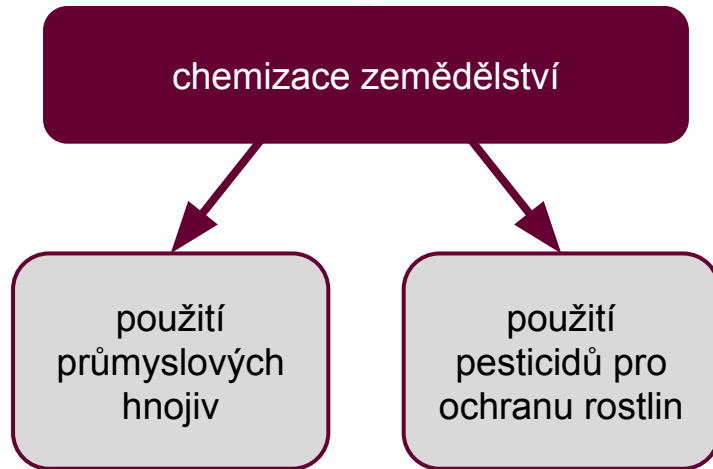 chemizace zemědělství
použití
průmyslových
hnojiv
použití
pesticidů pro
ochranu rostlin